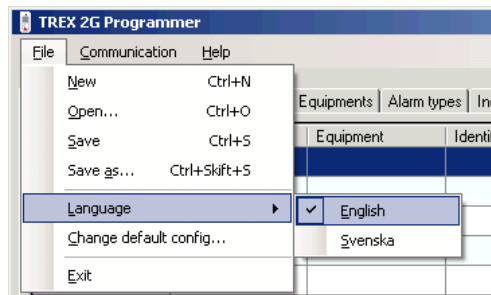 TREX 2G Programmer
File Communication Help
New Ctrl+N
Open... Ctrl+O
Save Ctrl+S
Save as... Ctrl+Skift+S
Language
Change default config...
Exit
English
Svenska
Equipments Alarm types
Equipment